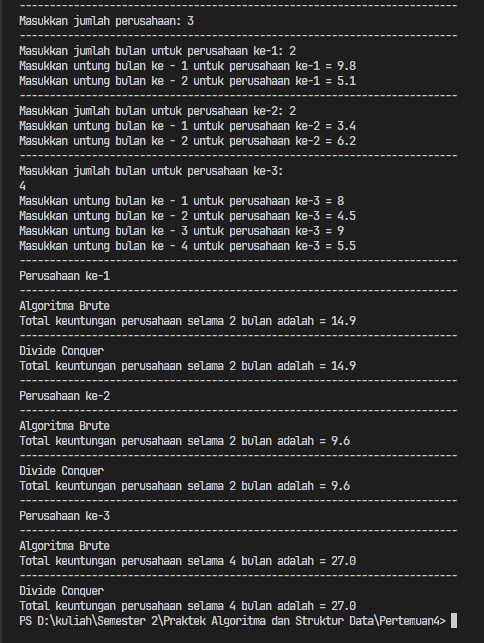 -------------------------------------------------------------------------
Masukkan jumlah perusahaan: 3
-------------------------------------------------------------------------
Masukkan jumlah bulan untuk perusahaan ke-1: 2
Masukkan untung bulan ke - 1 untuk perusahaan ke-1 = 9.8
Masukkan untung bulan ke - 2 untuk perusahaan ke-1 = 5.1
-------------------------------------------------------------------------
Masukkan jumlah bulan untuk perusahaan ke-2: 2
Masukkan untung bulan ke - 1 untuk perusahaan ke-2 = 3.4
Masukkan untung bulan ke - 2 untuk perusahaan ke-2 = 6.2
-------------------------------------------------------------------------
Masukkan jumlah bulan untuk perusahaan ke-3:
4
Masukkan untung bulan ke - 1 untuk perusahaan ke-3 = 8
Masukkan untung bulan ke - 2 untuk perusahaan ke-3 = 4.5
Masukkan untung bulan ke - 3 untuk perusahaan ke-3 = 9
Masukkan untung bulan ke - 4 untuk perusahaan ke-3 = 5.5
-------------------------------------------------------------------------
Perusahaan ke-1
-------------------------------------------------------------------------
Algoritma Brute
Total keuntungan perusahaan selama 2 bulan adalah = 14.9
-------------------------------------------------------------------------
Divide Conquer
Total keuntungan perusahaan selama 2 bulan adalah = 14.9
-------------------------------------------------------------------------
Perusahaan ke-2
-------------------------------------------------------------------------
Algoritma Brute
Total keuntungan perusahaan selama 2 bulan adalah = 9.6
-------------------------------------------------------------------------
Divide Conquer
Total keuntungan perusahaan selama 2 bulan adalah = 9.6
-------------------------------------------------------------------------
Perusahaan ke-3
-------------------------------------------------------------------------
Algoritma Brute
Total keuntungan perusahaan selama 4 bulan adalah = 27.0
-------------------------------------------------------------------------
Divide Conquer
Total keuntungan perusahaan selama 4 bulan adalah = 27.0
PS D:\kuliah\Semester 2\Praktek Algoritma dan Struktur Data\Pertemuan4>